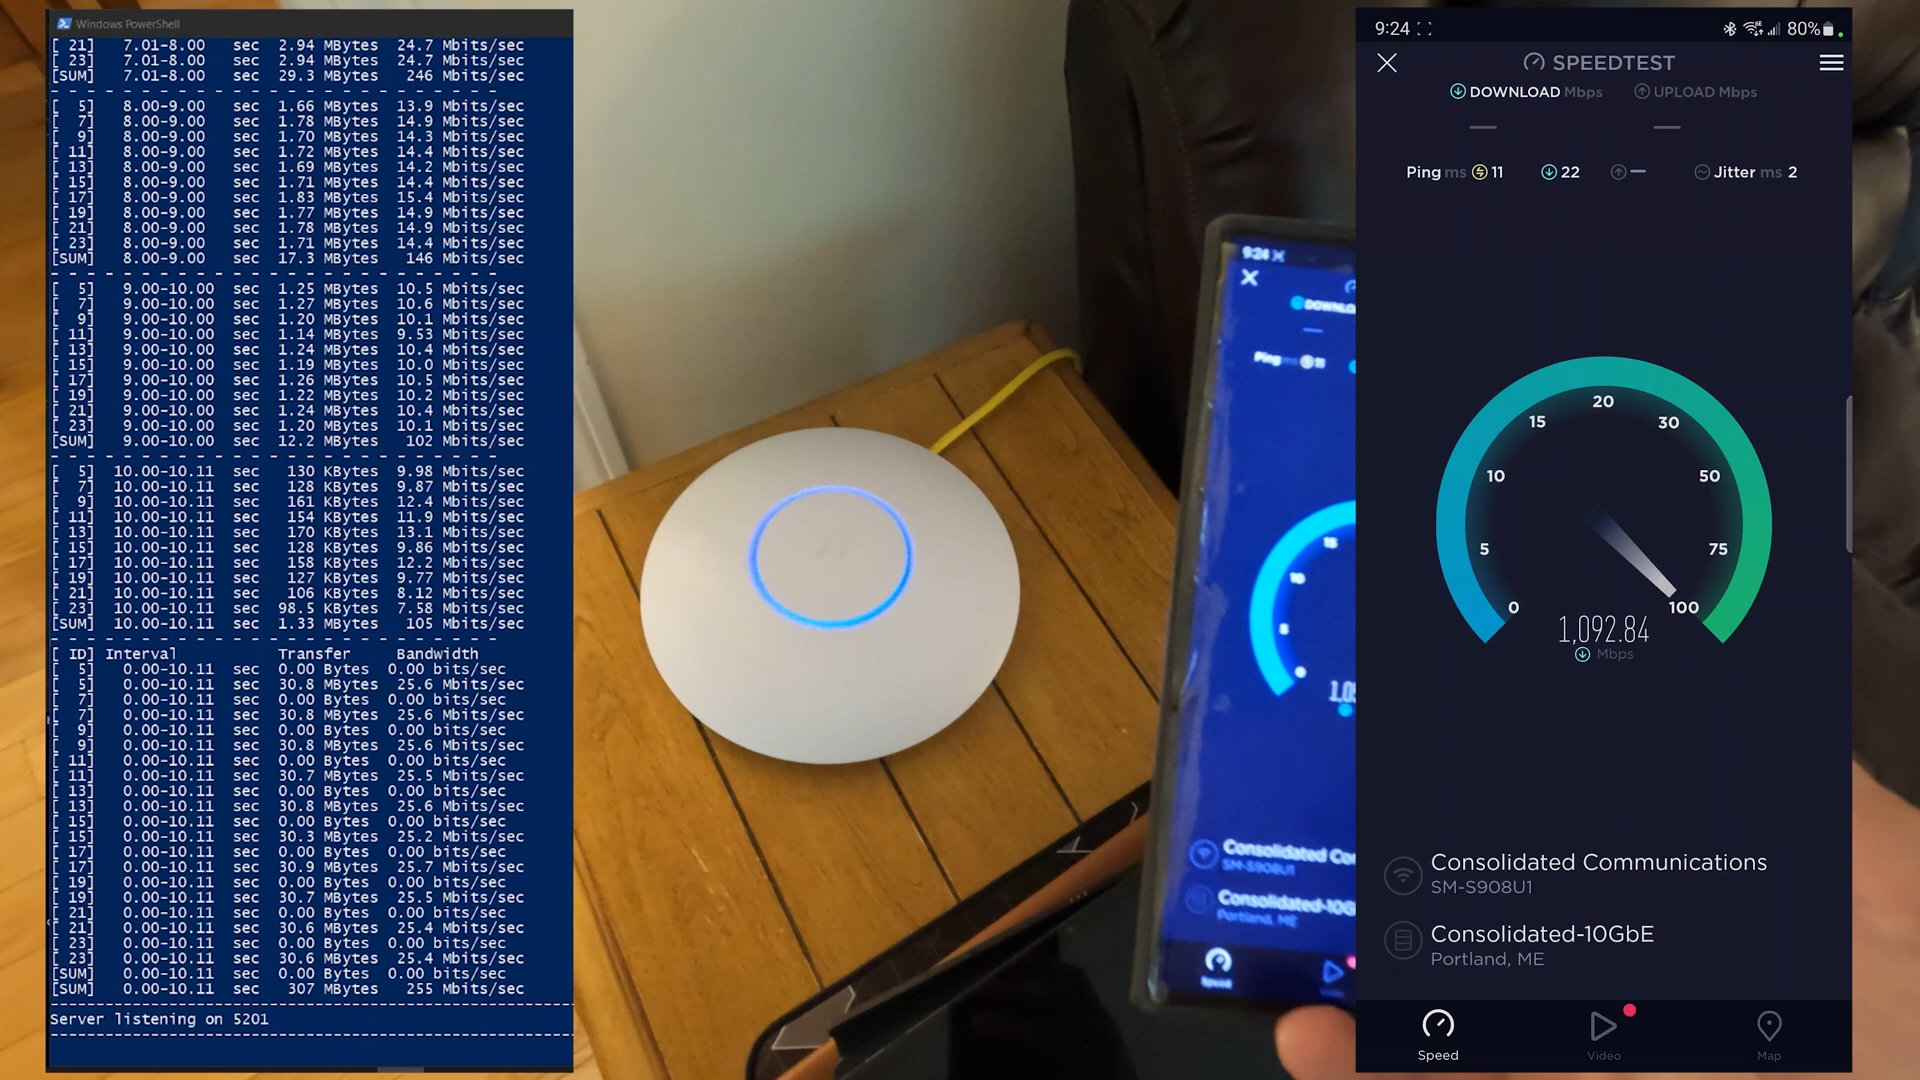 Windows PowerShell
[ 21] 7.01-8.00 sec 2.94 MBytes 24.7 Mbits/sec
[ 23] 7.01-8.00 sec 2.94 MBytes 24.7 Mbits/sec
[SUM] 7.01-8.00 sec 29.3 MBytes 246 Mbits/sec
- - - - - - - - - - - - - - - - - - - - - - - - -
[ 5] 8.00-9.00 sec 1.66 MBytes 13.9 Mbits/sec
[ 7] 8.00-9.00 sec 1.78 MBytes 14.9 Mbits/sec
[ 9] 8.00-9.00 sec 1.70 MBytes 14.3 Mbits/sec
[ 11] 8.00-9.00 sec 1.72 MBytes 14.4 Mbits/sec
[ 13] 8.00-9.00 sec 1.69 MBytes 14.2 Mbits/sec
[ 15] 8.00-9.00 sec 1.71 MBytes 14.4 Mbits/sec
[ 17] 8.00-9.00 sec 1.83 MBytes 15.4 Mbits/sec
[ 19] 8.00-9.00 sec 1.77 MBytes 14.9 Mbits/sec
[ 21] 8.00-9.00 sec 1.78 MBytes 14.9 Mbits/sec
[ 23] 8.00-9.00 sec 1.71 MBytes 14.4 Mbits/sec
[SUM] 8.00-9.00 sec 17.3 MBytes 146 Mbits/sec
- - - - - - - - - - - - - - - - - - - - - - - - -
[ 5] 9.00-10.00 sec 1.25 MBytes 10.5 Mbits/sec
[ 7] 9.00-10.00 sec 1.27 MBytes 10.6 Mbits/sec
[ 9] 9.00-10.00 sec 1.20 MBytes 10.1 Mbits/sec
[ 11] 9.00-10.00 sec 1.14 MBytes 9.53 Mbits/sec
[ 13] 9.00-10.00 sec 1.24 MBytes 10.4 Mbits/sec
[ 15] 9.00-10.00 sec 1.19 MBytes 10.0 Mbits/sec
[ 17] 9.00-10.00 sec 1.26 MBytes 10.5 Mbits/sec
[ 19] 9.00-10.00 sec 1.22 MBytes 10.2 Mbits/sec
[ 21] 9.00-10.00 sec 1.24 MBytes 10.4 Mbits/sec
[ 23] 9.00-10.00 sec 1.20 MBytes 10.1 Mbits/sec
[SUM] 9.00-10.00 sec 12.2 MBytes 102 Mbits/sec
- - - - - - - - - - - - - - - - - - - - - - - - -
[ 5] 10.00-10.11 sec 130 KBytes 9.98 Mbits/sec
[ 7] 10.00-10.11 sec 128 KBytes 9.87 Mbits/sec
[ 9] 10.00-10.11 sec 161 KBytes 12.4 Mbits/sec
[ 11] 10.00-10.11 sec 154 KBytes 11.9 Mbits/sec
[ 13] 10.00-10.11 sec 170 KBytes 13.1 Mbits/sec
[ 15] 10.00-10.11 sec 128 KBytes 9.86 Mbits/sec
[ 17] 10.00-10.11 sec 158 KBytes 12.2 Mbits/sec
[ 19] 10.00-10.11 sec 127 KBytes 9.77 Mbits/sec
[ 21] 10.00-10.11 sec 106 KBytes 8.12 Mbits/sec
[ 23] 10.00-10.11 sec 98.5 KBytes 7.58 Mbits/sec
[SUM] 10.00-10.11 sec 1.33 MBytes 105 Mbits/sec
- - - - - - - - - - - - - - - - - - - - - - - - -
[ ID] Interval Transfer Bandwidth
[ 5] 0.00-10.11 sec 0.00 Bytes 0.00 bits/sec
[ 5] 0.00-10.11 sec 30.8 MBytes 25.6 Mbits/sec
[ 7] 0.00-10.11 sec 0.00 Bytes 0.00 bits/sec
[ 7] 0.00-10.11 sec 30.8 MBytes 25.6 Mbits/sec
[ 9] 0.00-10.11 sec 0.00 Bytes 0.00 bits/sec
[ 9] 0.00-10.11 sec 30.8 MBytes 25.6 Mbits/sec
[ 11] 0.00-10.11 sec 0.00 Bytes 0.00 bits/sec
[ 11] 0.00-10.11 sec 30.7 MBytes 25.5 Mbits/sec
[ 13] 0.00-10.11 sec 0.00 Bytes 0.00 bits/sec
[ 13] 0.00-10.11 sec 30.8 MBytes 25.6 Mbits/sec
[ 15] 0.00-10.11 sec 0.00 Bytes 0.00 bits/sec
[ 15] 0.00-10.11 sec 30.3 MBytes 25.2 Mbits/sec
[ 17] 0.00-10.11 sec 0.00 Bytes 0.00 bits/sec
[ 17] 0.00-10.11 sec 30.9 MBytes 25.7 Mbits/sec
[ 19] 0.00-10.11 sec 0.00 Bytes 0.00 bits/sec
[ 19] 0.00-10.11 sec 30.7 MBytes 25.5 Mbits/sec
[ 21] 0.00-10.11 sec 0.00 Bytes 0.00 bits/sec
[ 21] 0.00-10.11 sec 30.6 MBytes 25.4 Mbits/sec
[ 23] 0.00-10.11 sec 0.00 Bytes 0.00 bits/sec
[ 23] 0.00-10.11 sec 30.6 MBytes 25.4 Mbits/sec
[SUM] 0.00-10.11 sec 0.00 Bytes 0.00 bits/sec
[SUM] 0.00-10.11 sec 307 MBytes 255 Mbits/sec
-----------------------------------------------------------
Server listening on 5201
-----------------------------------------------------------
9:24
DOWNLO
Ping
15
10
5
0
Consolidated Co
SM-S908U1
Consolidated-10G
Portland, ME
Speed
9:24 80%
SPEEDTEST
DOWNLOAD Mbps UPLOAD Mbps
— —
Ping ms 11 22 — Jitter ms 2
20
15 30
10 50
5 75
0 100
1,092.84
Mbps
Consolidated Communications
SM-S908U1
Consolidated-10GbE
Portland, ME
Speed Video Map